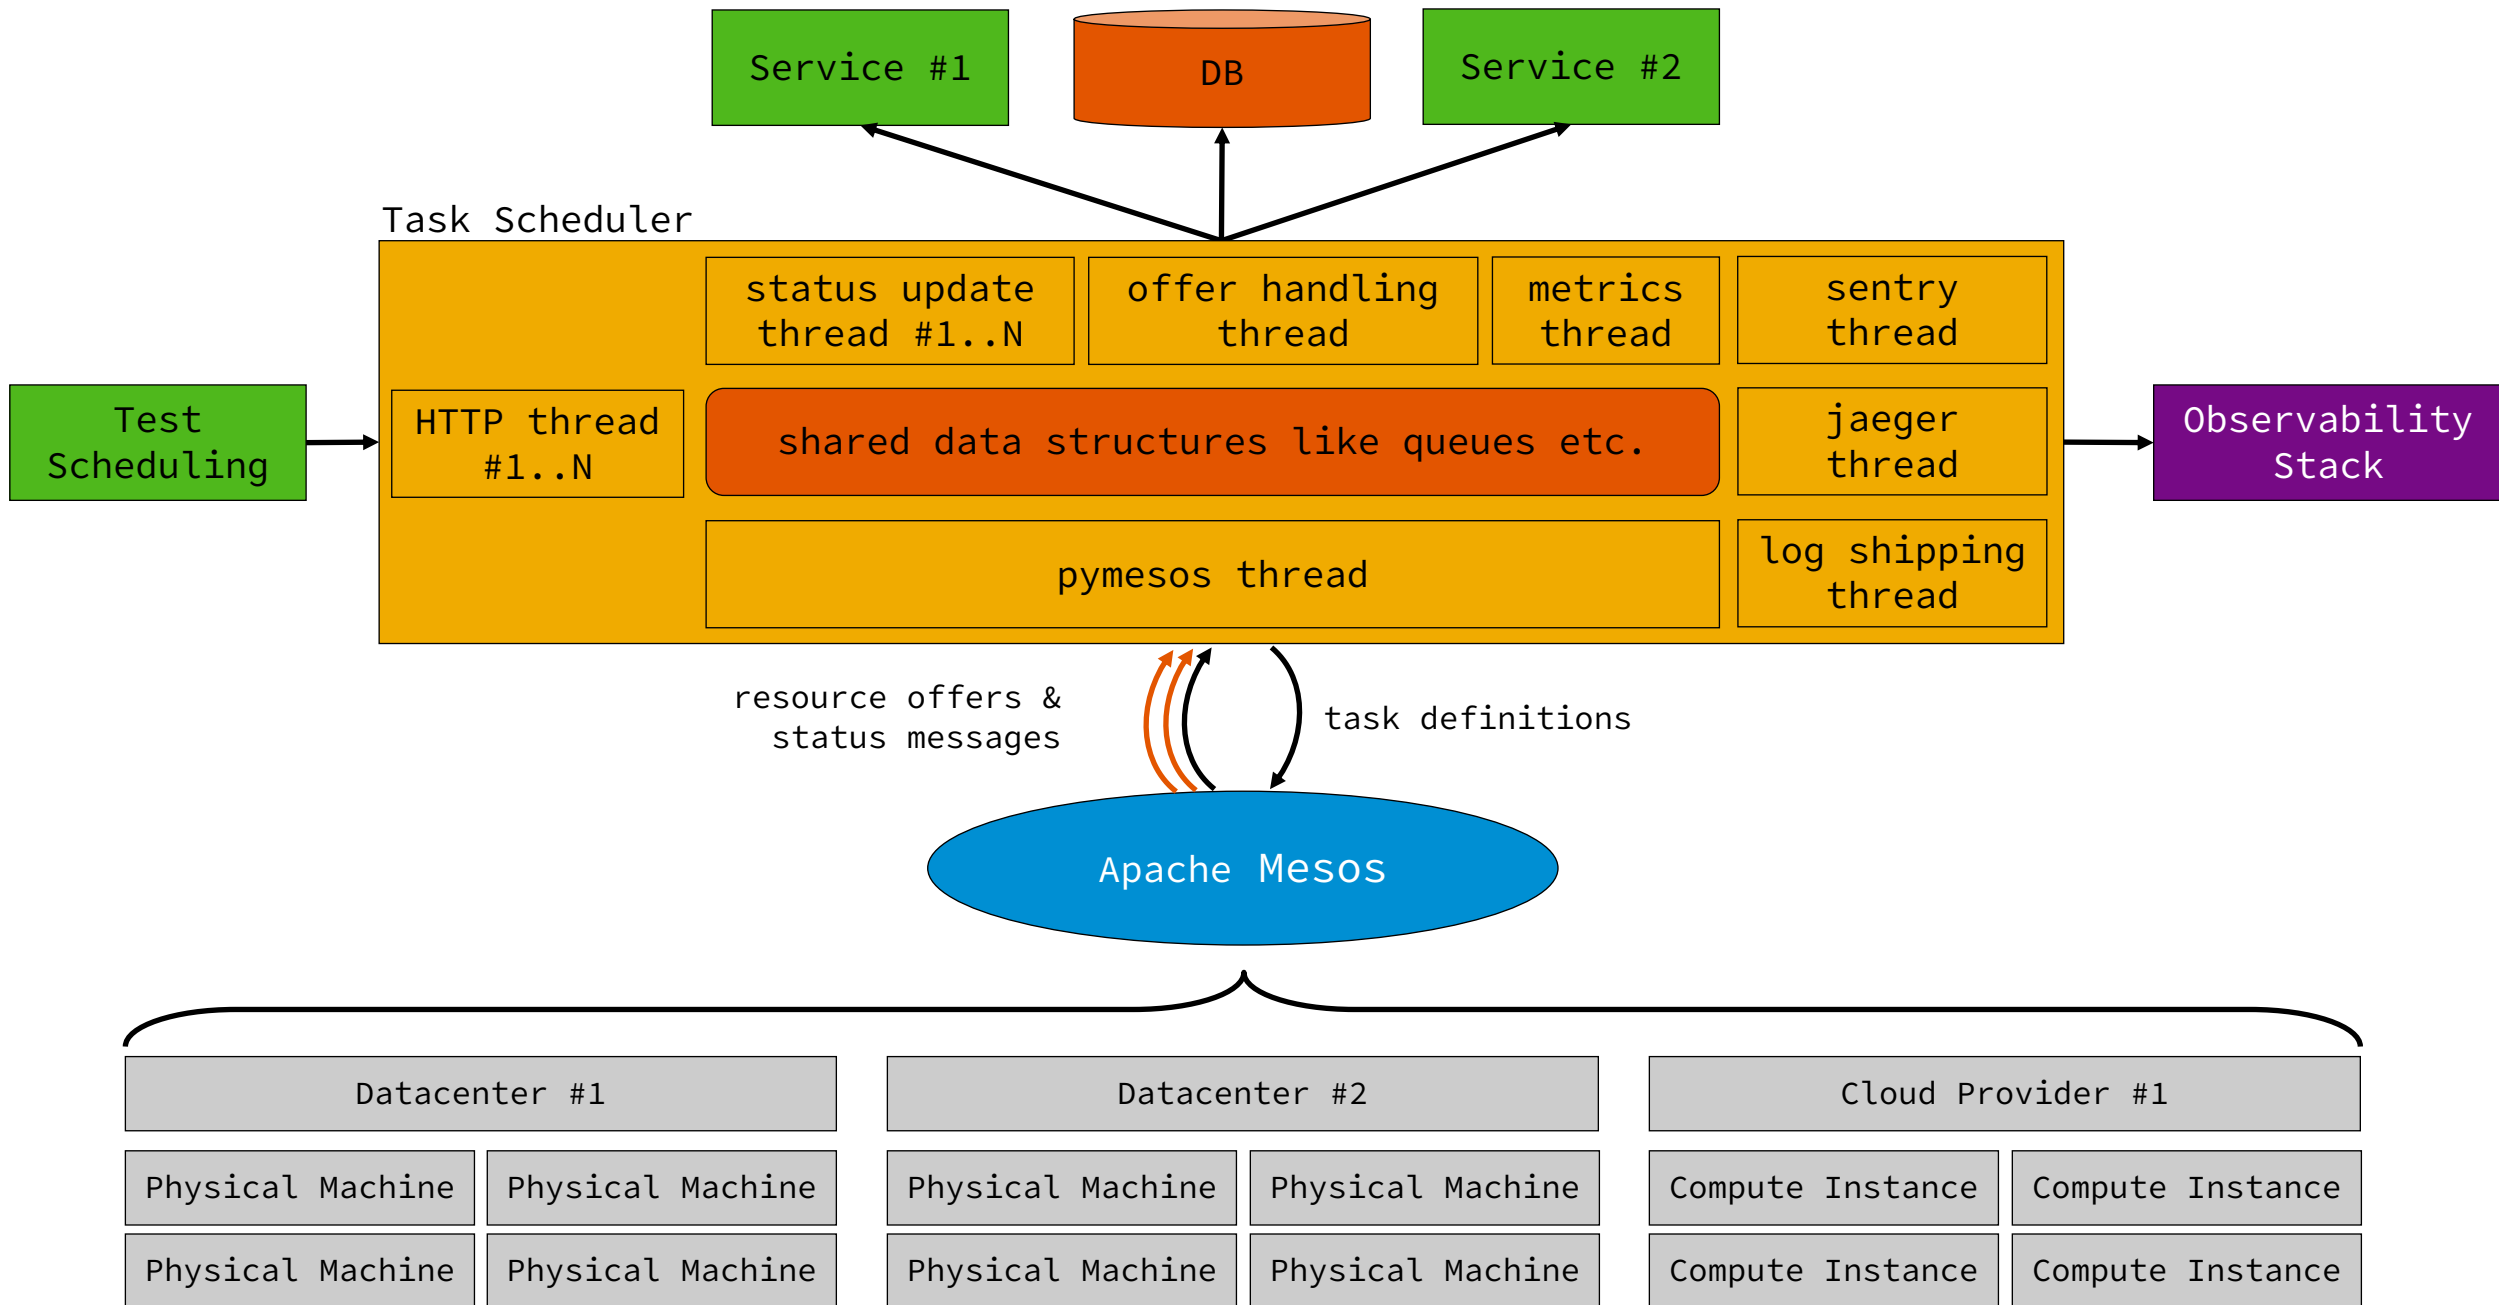 Service #1
DB
Service #2
Task Scheduler
status update
thread #1..N
offer handling
thread
metrics
thread
sentry
thread
Test
Scheduling
HTTP thread
#1..N
shared data structures like queues etc.
jaeger
thread
Observability
Stack
pymesos thread
log shipping
thread
resource offers &
status messages
task definitions
Apache Mesos
Datacenter #1
Datacenter #2
Cloud Provider #1
Physical Machine
Physical Machine
Physical Machine
Physical Machine
Compute Instance
Compute Instance
Physical Machine
Physical Machine
Physical Machine
Physical Machine
Compute Instance
Compute Instance